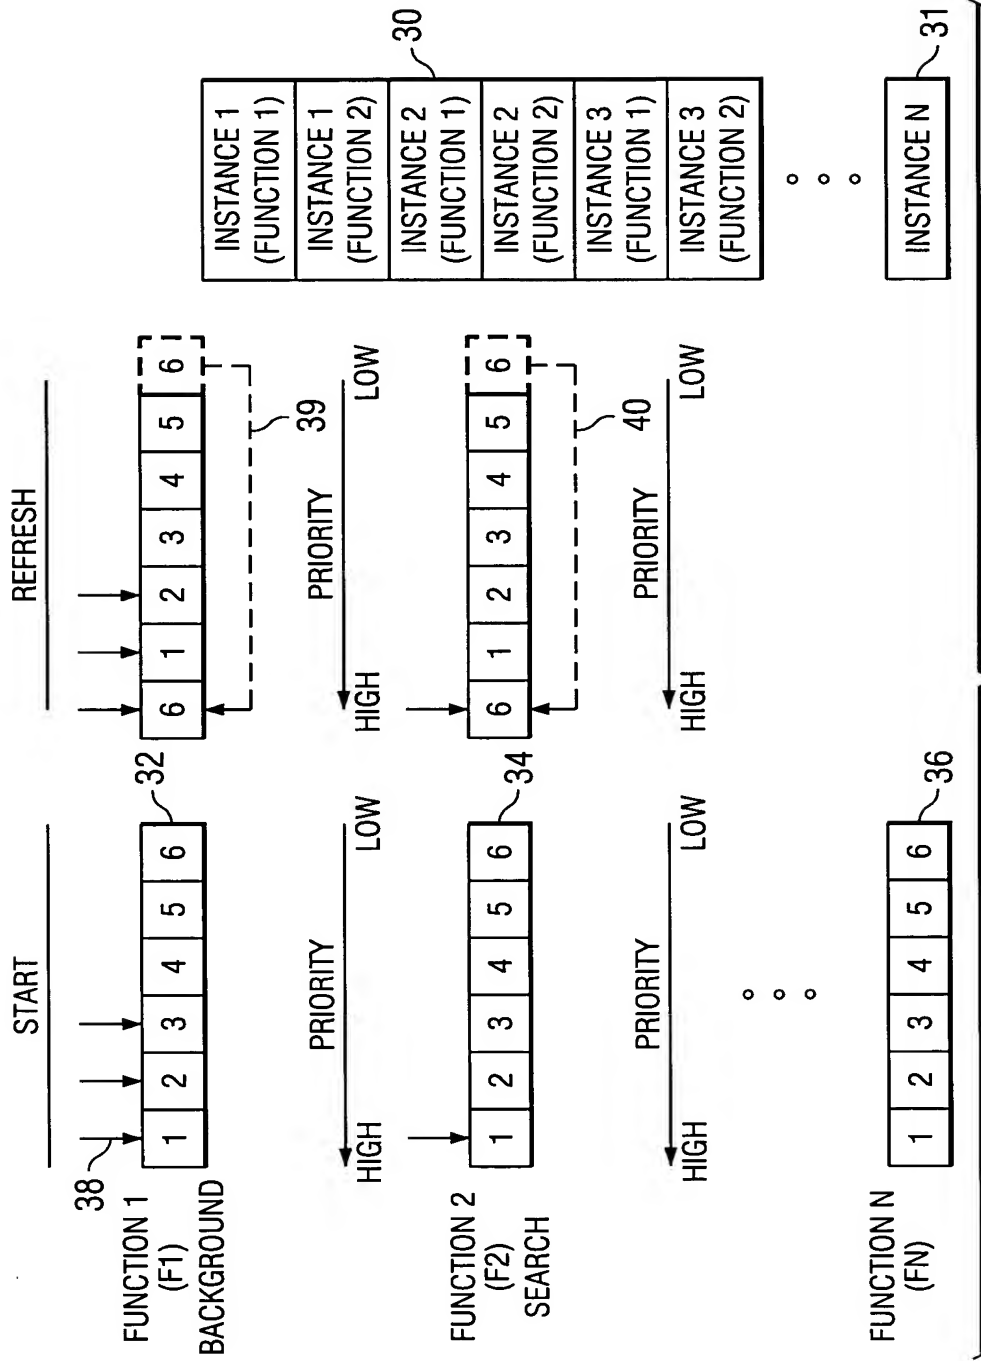 START
REFRESH
38
32
FUNCTION 1
(F1)
BACKGROUND
1 2 3 4 5 6
6 1 2 3 4 5 6
39
HIGH PRIORITY LOW
HIGH PRIORITY LOW
34
FUNCTION 2
(F2)
SEARCH
1 2 3 4 5 6
6 1 2 3 4 5 6
40
HIGH PRIORITY LOW
HIGH PRIORITY LOW
36
FUNCTION N
(FN)
1 2 3 4 5 6
30
INSTANCE 1
(FUNCTION 1)
INSTANCE 1
(FUNCTION 2)
INSTANCE 2
(FUNCTION 1)
INSTANCE 2
(FUNCTION 2)
INSTANCE 3
(FUNCTION 1)
INSTANCE 3
(FUNCTION 2)
31
INSTANCE N